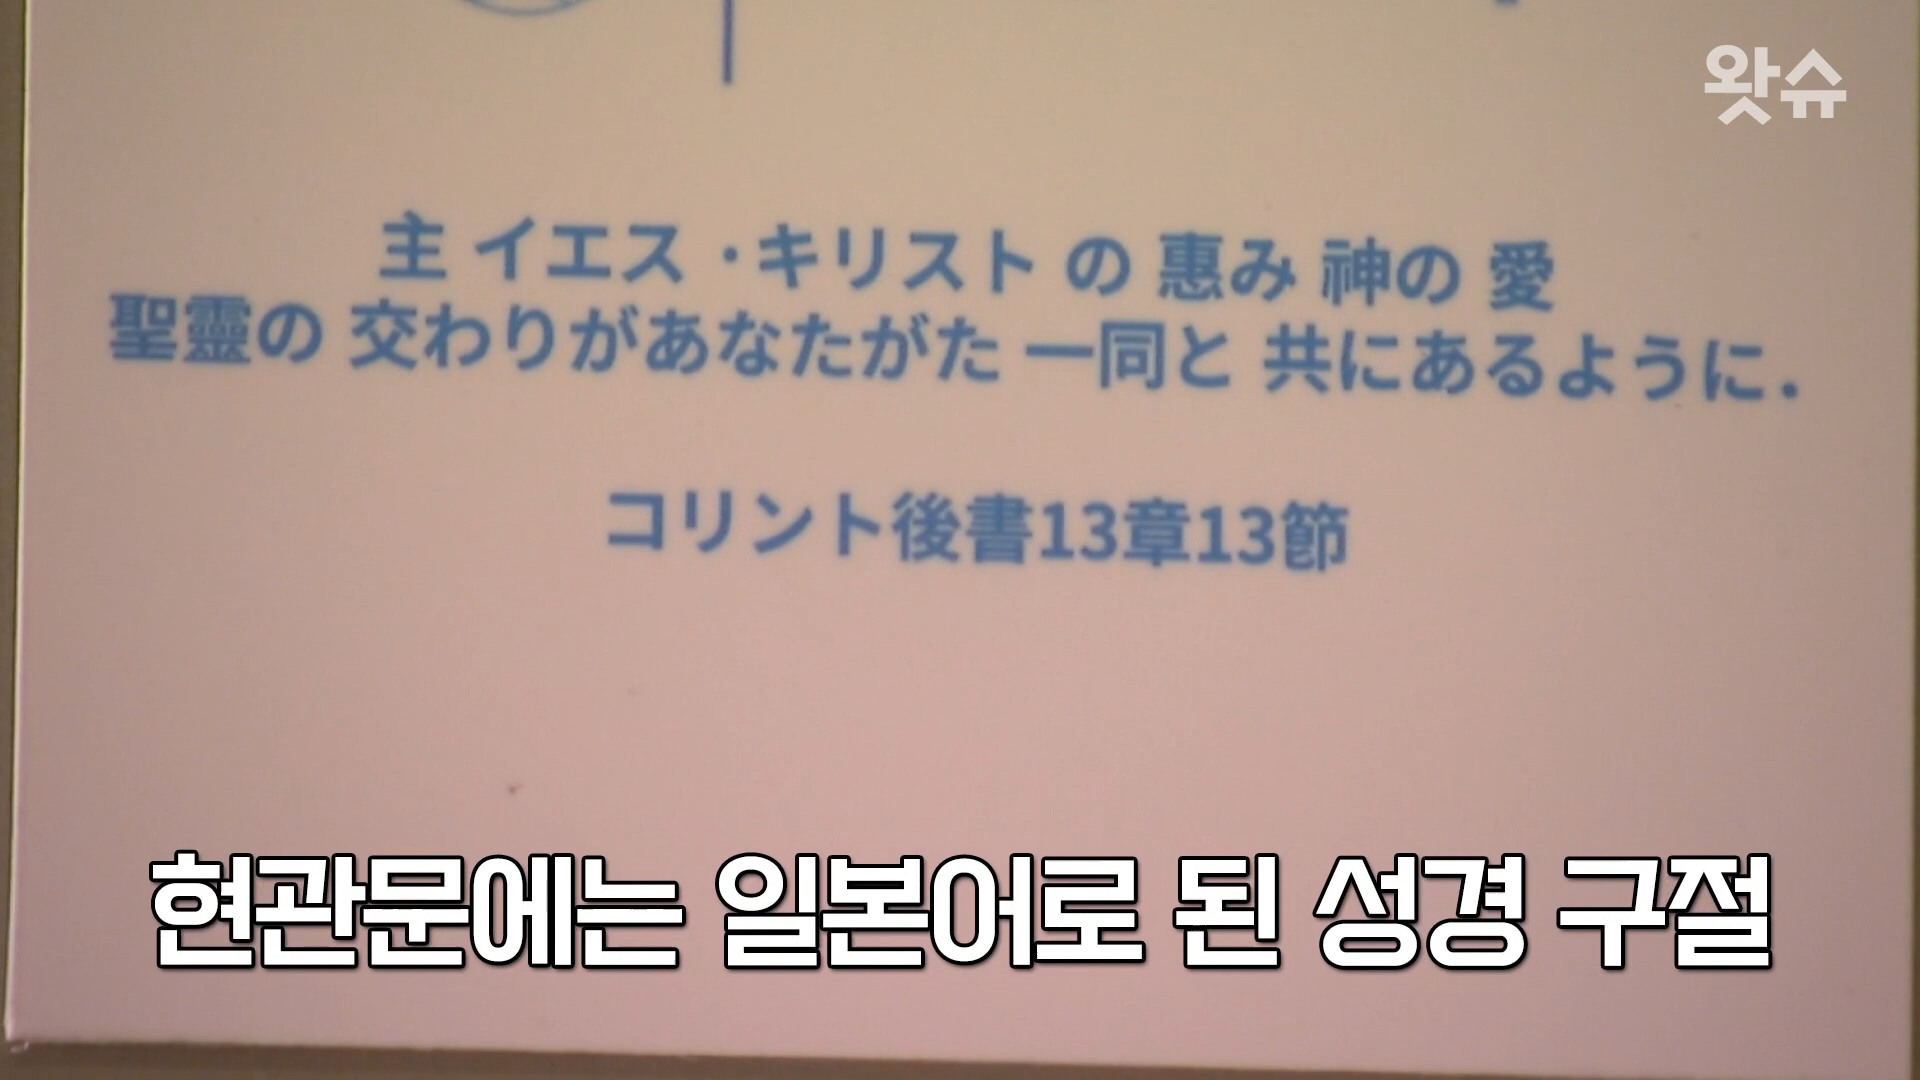 왓슈
主 イエス ・キリスト の 惠み 神の 愛
聖靈の 交わりがあなたがた 一同と 共にあるように.
コリント後書13章13節
현관문에는 일본어로 된 성경 구절